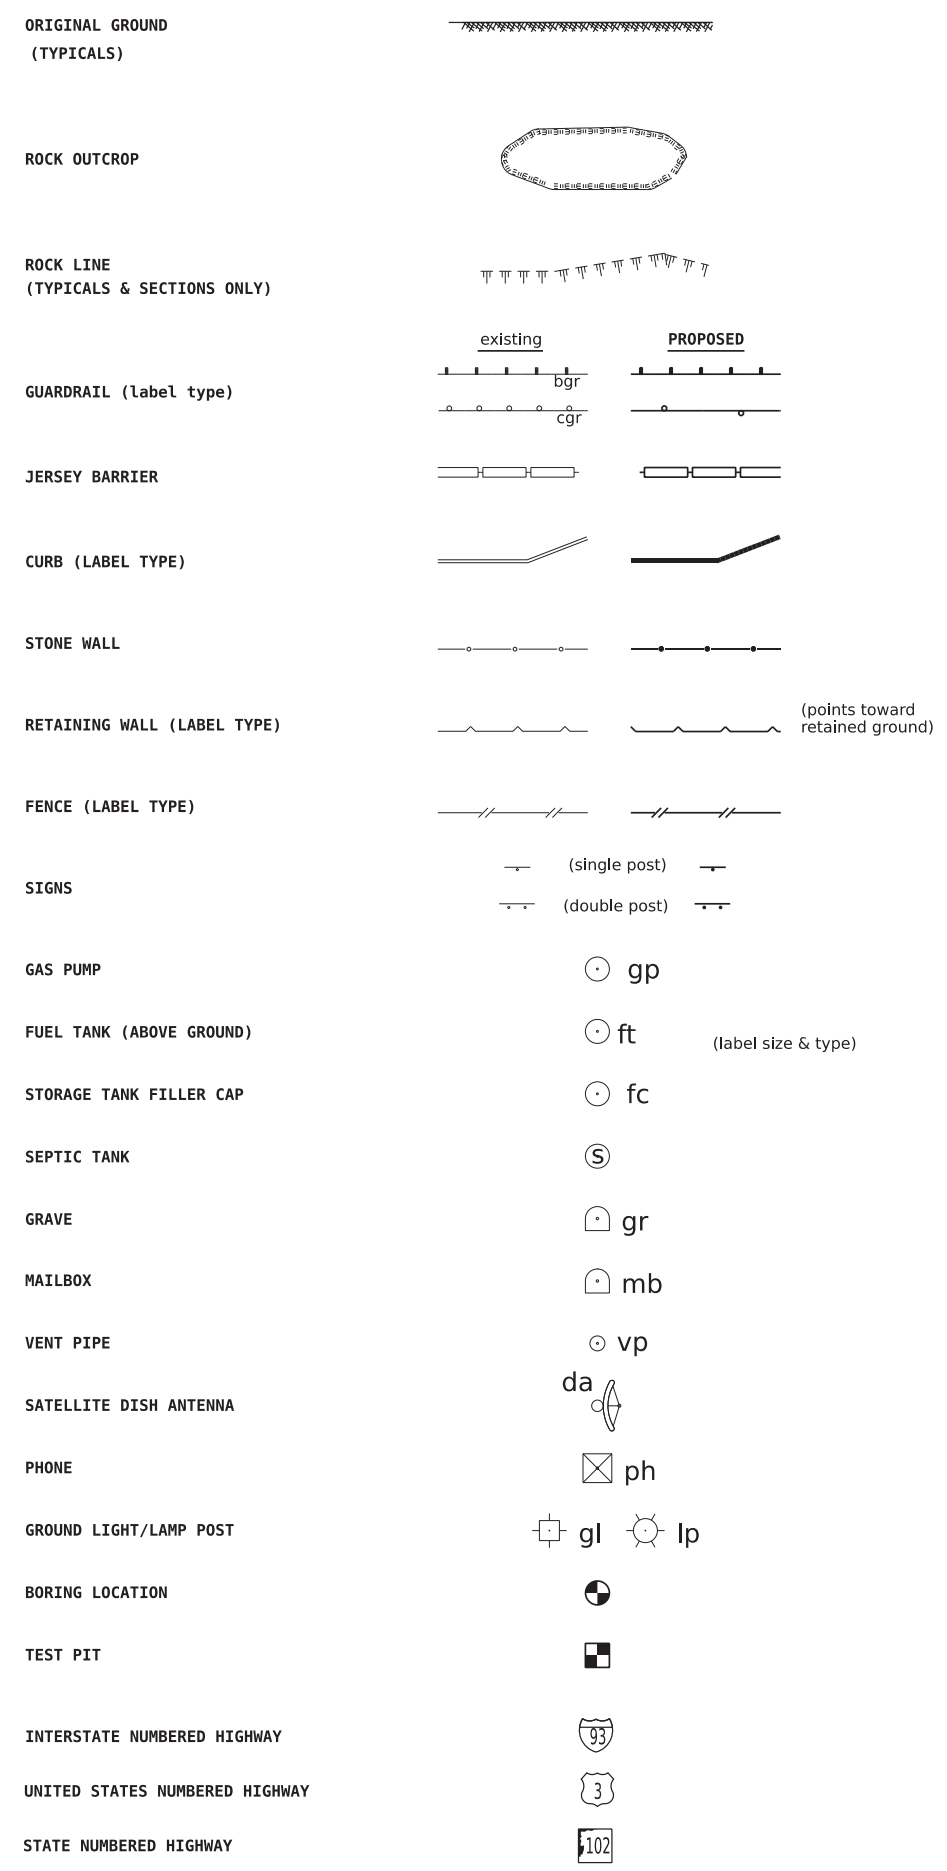 ORIGINAL GROUND
(TYPICALS)
ROCK OUTCROP
ROCK LINE
(TYPICALS & SECTIONS ONLY)
existing PROPOSED
GUARDRAIL (label type)
bgr
cgr
JERSEY BARRIER
CURB (LABEL TYPE)
STONE WALL
RETAINING WALL (LABEL TYPE)
(points toward
retained ground)
FENCE (LABEL TYPE)
SIGNS
(single post)
(double post)
GAS PUMP gp
FUEL TANK (ABOVE GROUND) ft
(label size & type)
STORAGE TANK FILLER CAP fc
SEPTIC TANK S
GRAVE gr
MAILBOX mb
VENT PIPE vp
SATELLITE DISH ANTENNA da
PHONE ph
GROUND LIGHT/LAMP POST gl lp
BORING LOCATION
TEST PIT
INTERSTATE NUMBERED HIGHWAY 93
UNITED STATES NUMBERED HIGHWAY 3
STATE NUMBERED HIGHWAY 102